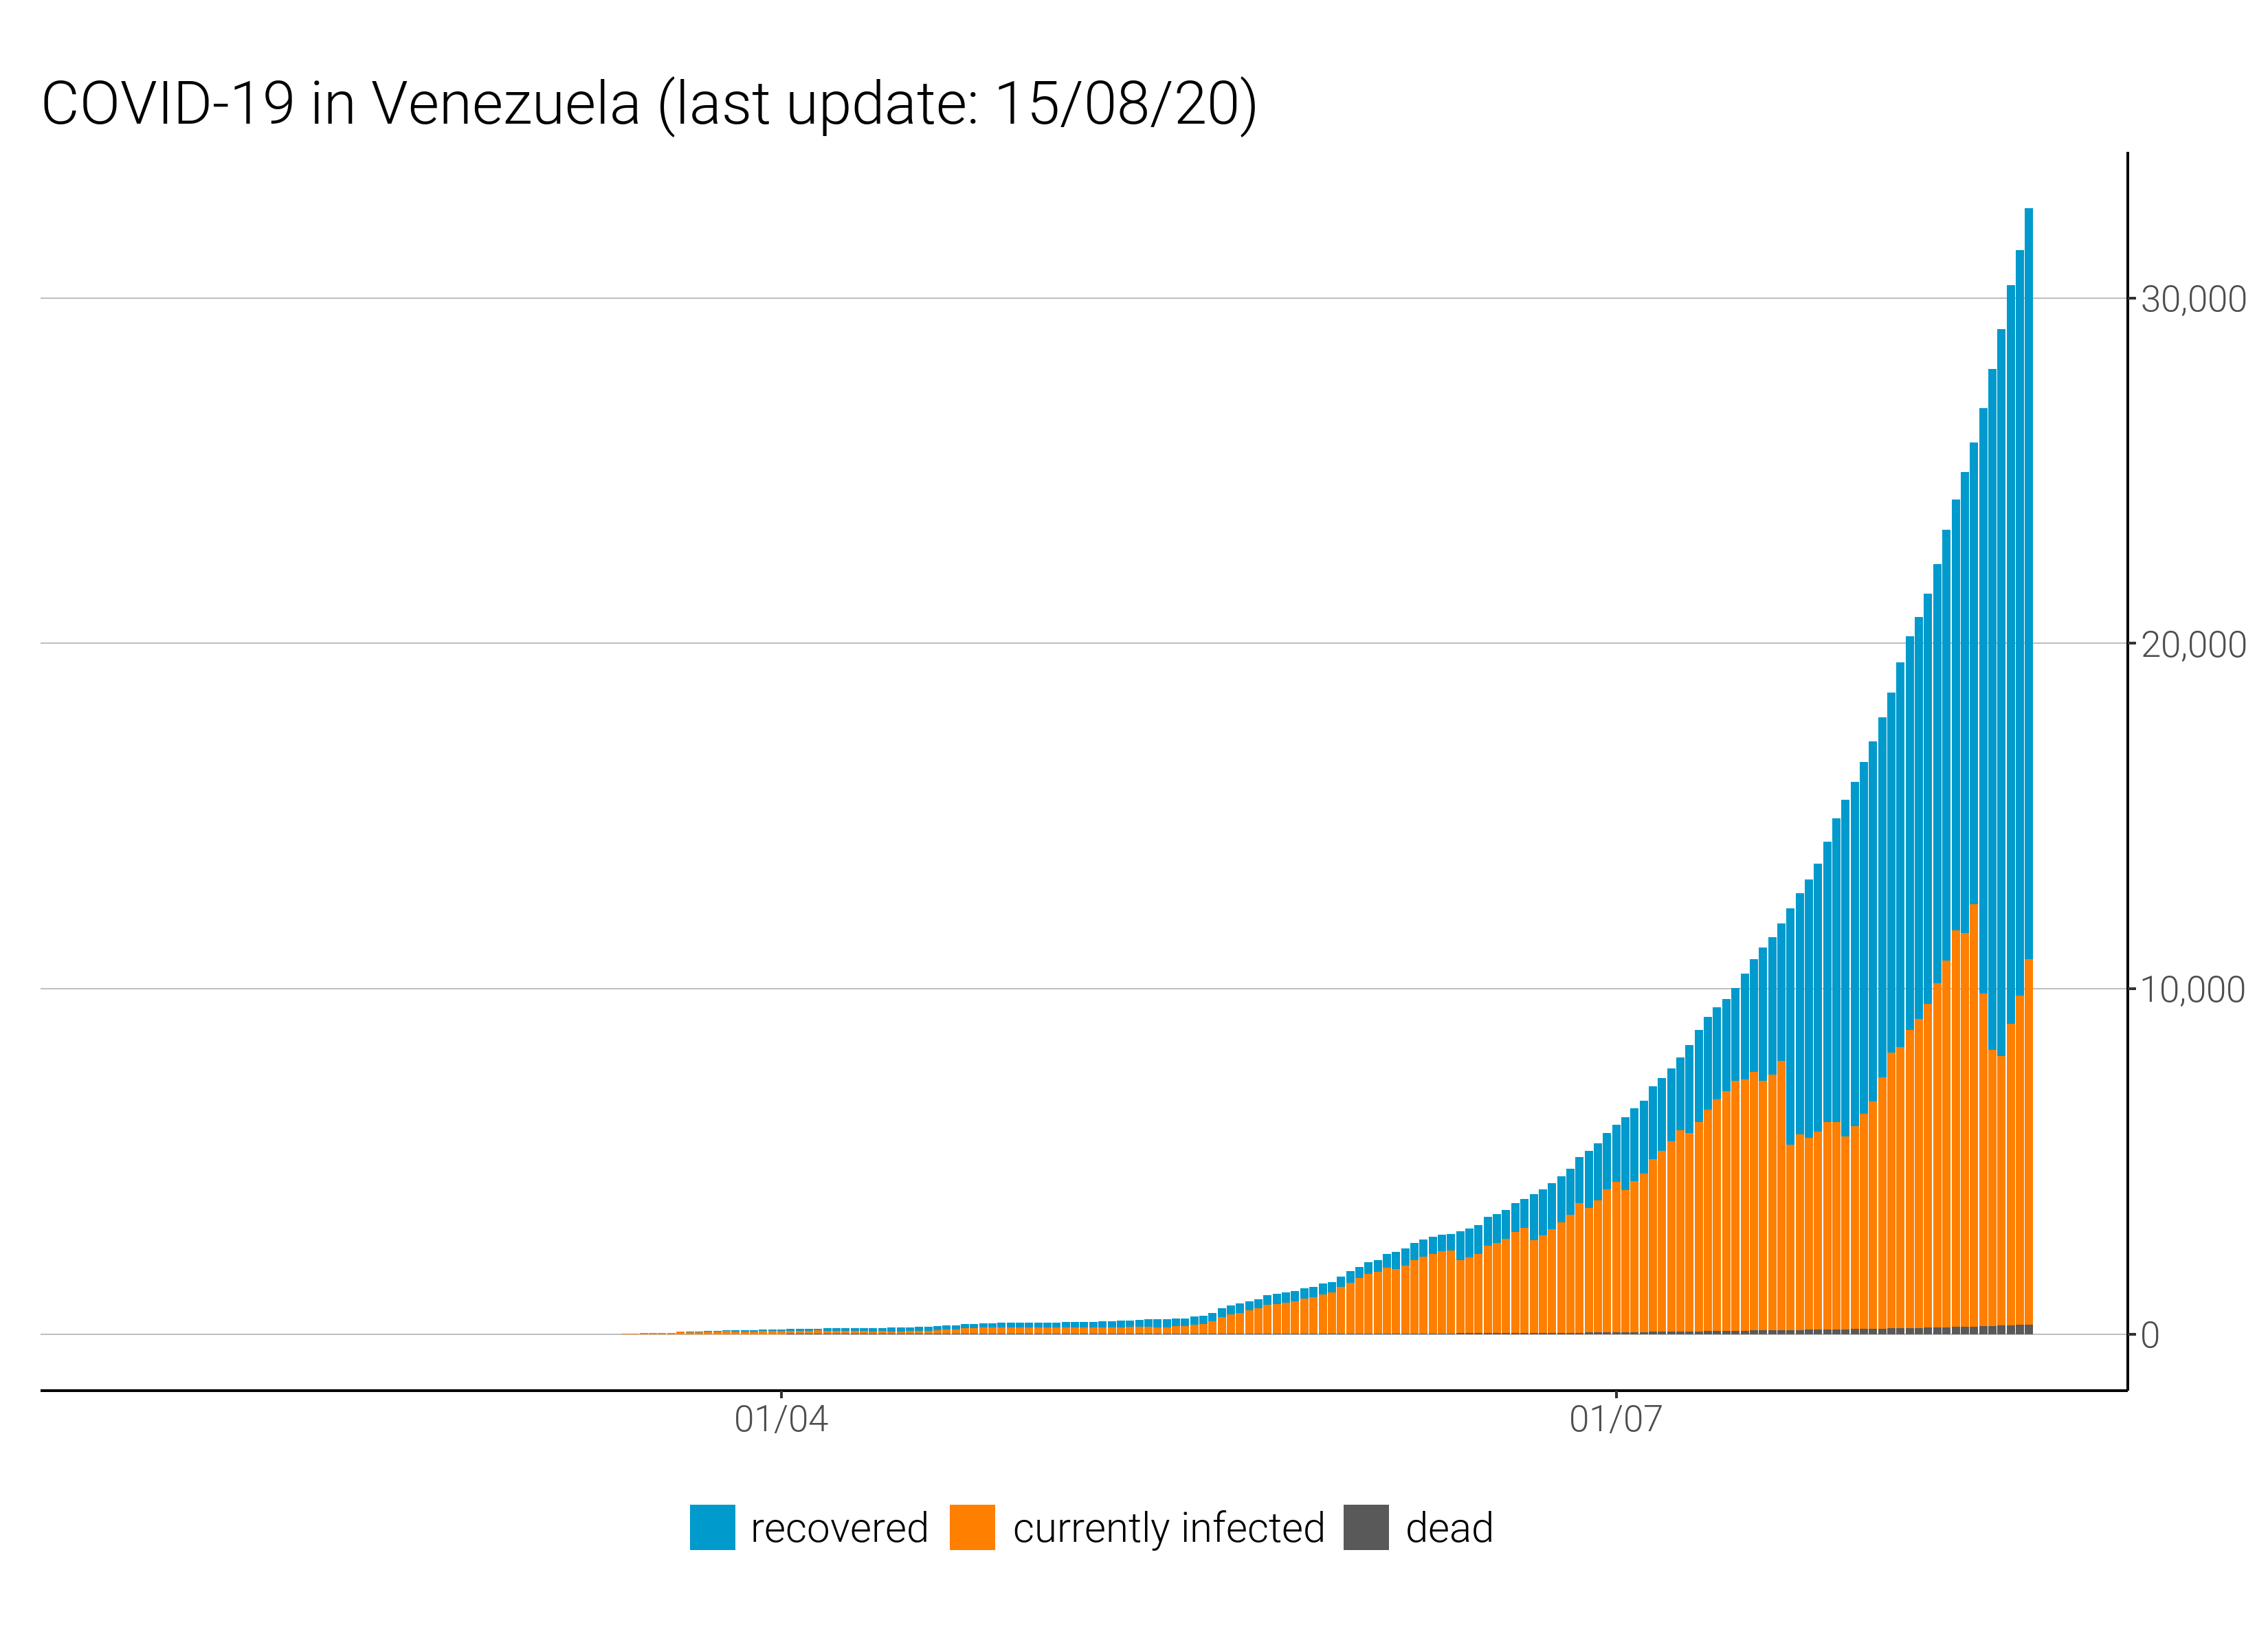 COVID-19 in Venezuela (last update: 15/08/20)
30,000
20,000
10,000
0
01/04 01/07
recovered currently infected dead